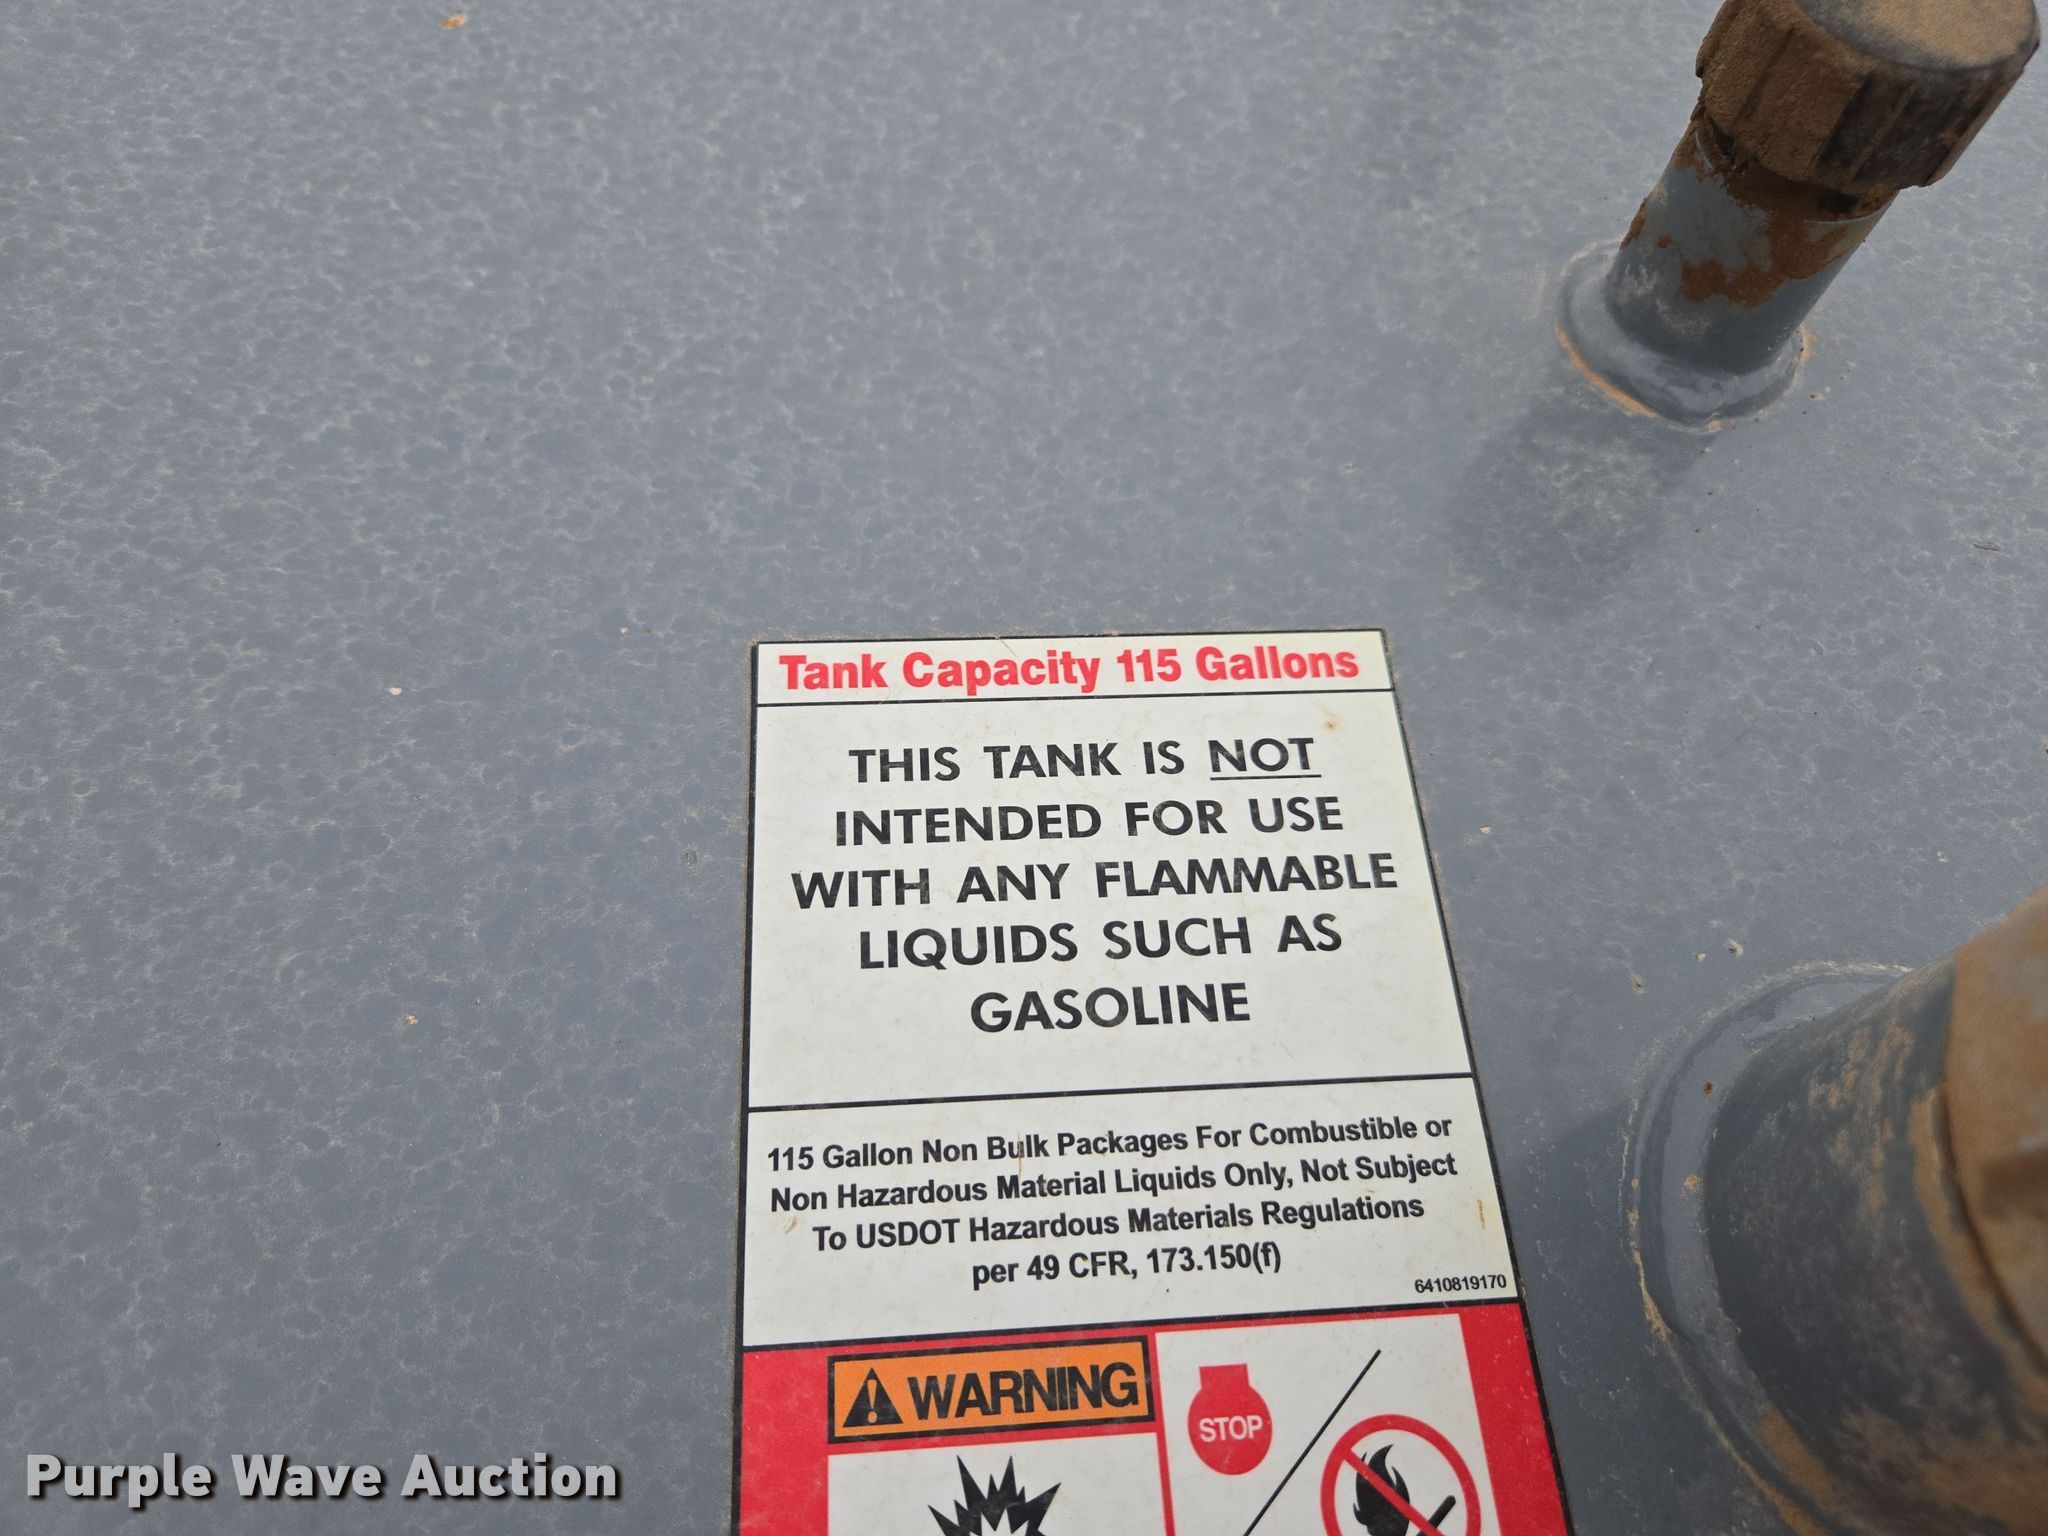 Tank Capacity 115 Gallons
THIS TANK IS NOT
INTENDED FOR USE
WITH ANY FLAMMABLE
LIQUIDS SUCH AS
GASOLINE
115 Gallon Non Bulk Packages For Combustible or
Non Hazardous Material Liquids Only, Not Subject
To USDOT Hazardous Materials Regulations
per 49 CFR, 173.150(f)
6410819170
WARNING
STOP
Purple Wave Auction